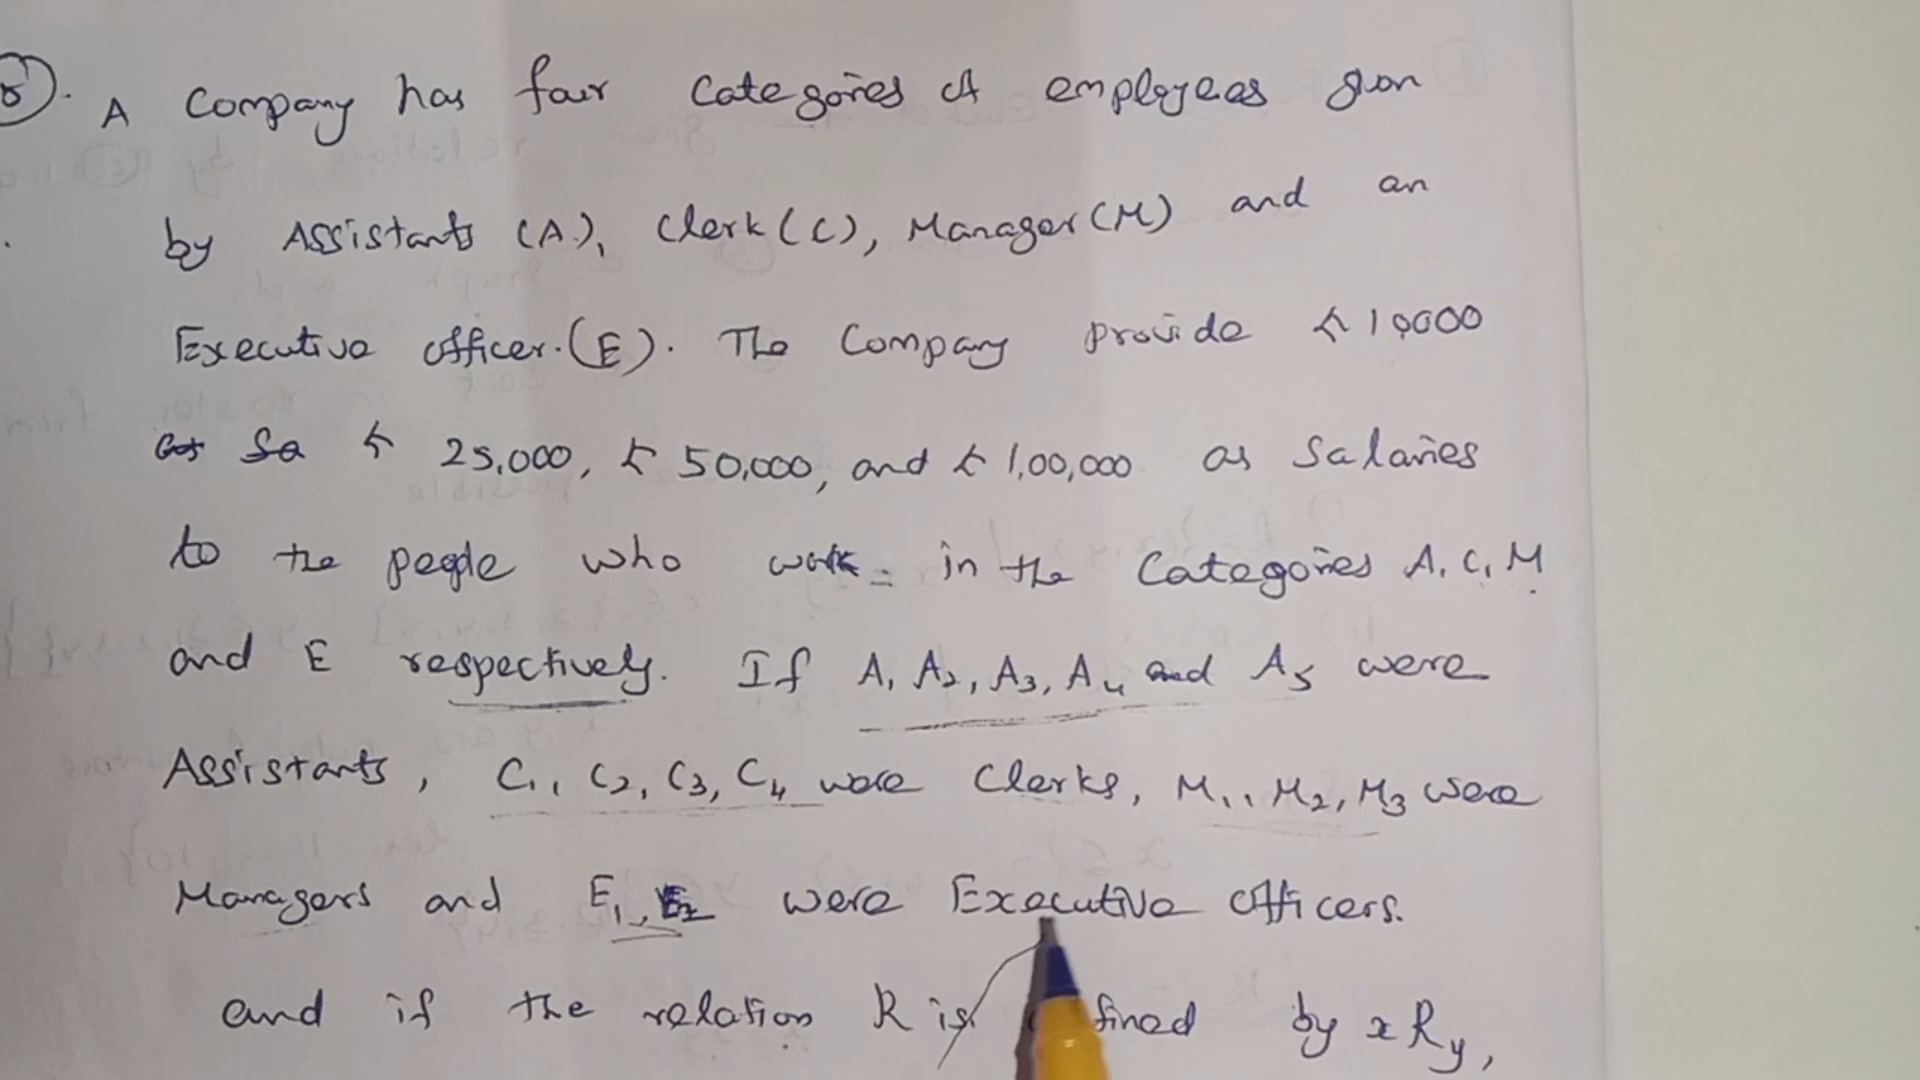 5.
A Company has four Categories of employees given
by Assistants (A), Clerk (C), Manager (M) and an
Executive officer (E). The Company provide ₹ 10000
₹ 25,000, ₹ 50,000, and ₹ 1,00,000 as Salaries
to the people who work in the Categories A, C, M
and E respectively. If A1 A2, A3, A4 and A5 were
Assistants, C1, C2, C3, C4 were Clerks, M1, M2, M3 were
Managers and E1, E2 were Executive officers.
and if the relation R is by xRy,